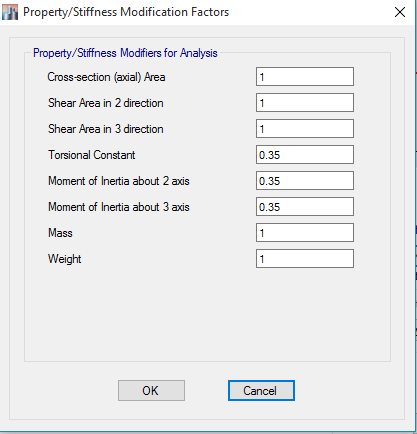 Property/Stiffness Modification Factors
Property/Stiffness Modifiers for Analysis
Cross-section (axial) Area 1
Shear Area in 2 direction 1
Shear Area in 3 direction 1
Torsional Constant 0.35
Moment of Inertia about 2 axis 0.35
Moment of Inertia about 3 axis 0.35
Mass 1
Weight 1
OK Cancel